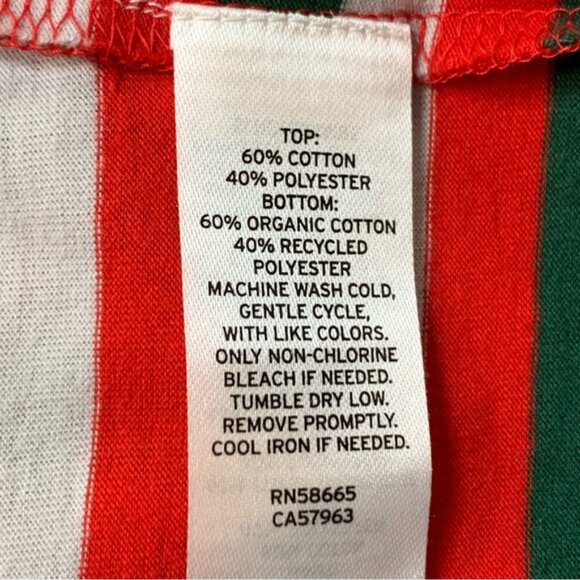 TOP:
60% COTTON
40% POLYESTER
BOTTOM:
60% ORGANIC COTTON
40% RECYCLED
POLYESTER
MACHINE WASH COLD,
GENTLE CYCLE,
WITH LIKE COLORS.
ONLY NON-CHLORINE
BLEACH IF NEEDED.
TUMBLE DRY LOW.
REMOVE PROMPTLY.
COOL IRON IF NEEDED.
RN58665
CA57963